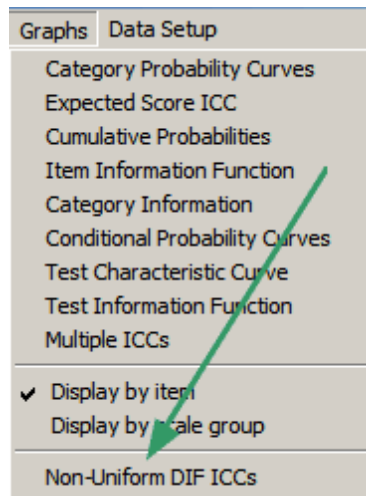 Graphs Data Setup
Category Probability Curves
Expected Score ICC
Cumulative Probabilities
Item Information Function
Category Information
Conditional Probability Curves
Test Characteristic Curve
Test Information Function
Multiple ICCs
Display by item
Display by scale group
Non-Uniform DIF ICCs